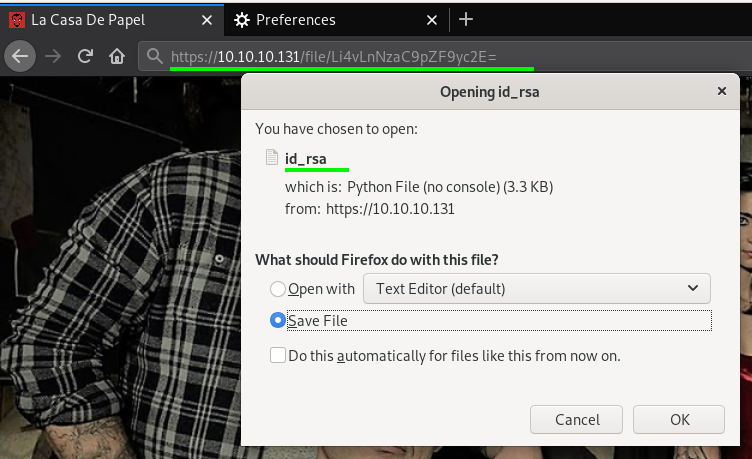 La Casa De Papel
Preferences
https://10.10.10.131/file/Li4vLnNzaC9pZF9yc2E=
Opening id_rsa
You have chosen to open:
id_rsa
which is: Python File (no console) (3.3 KB)
from: https://10.10.10.131
What should Firefox do with this file?
Open with Text Editor (default)
Save File
Do this automatically for files like this from now on.
Cancel OK